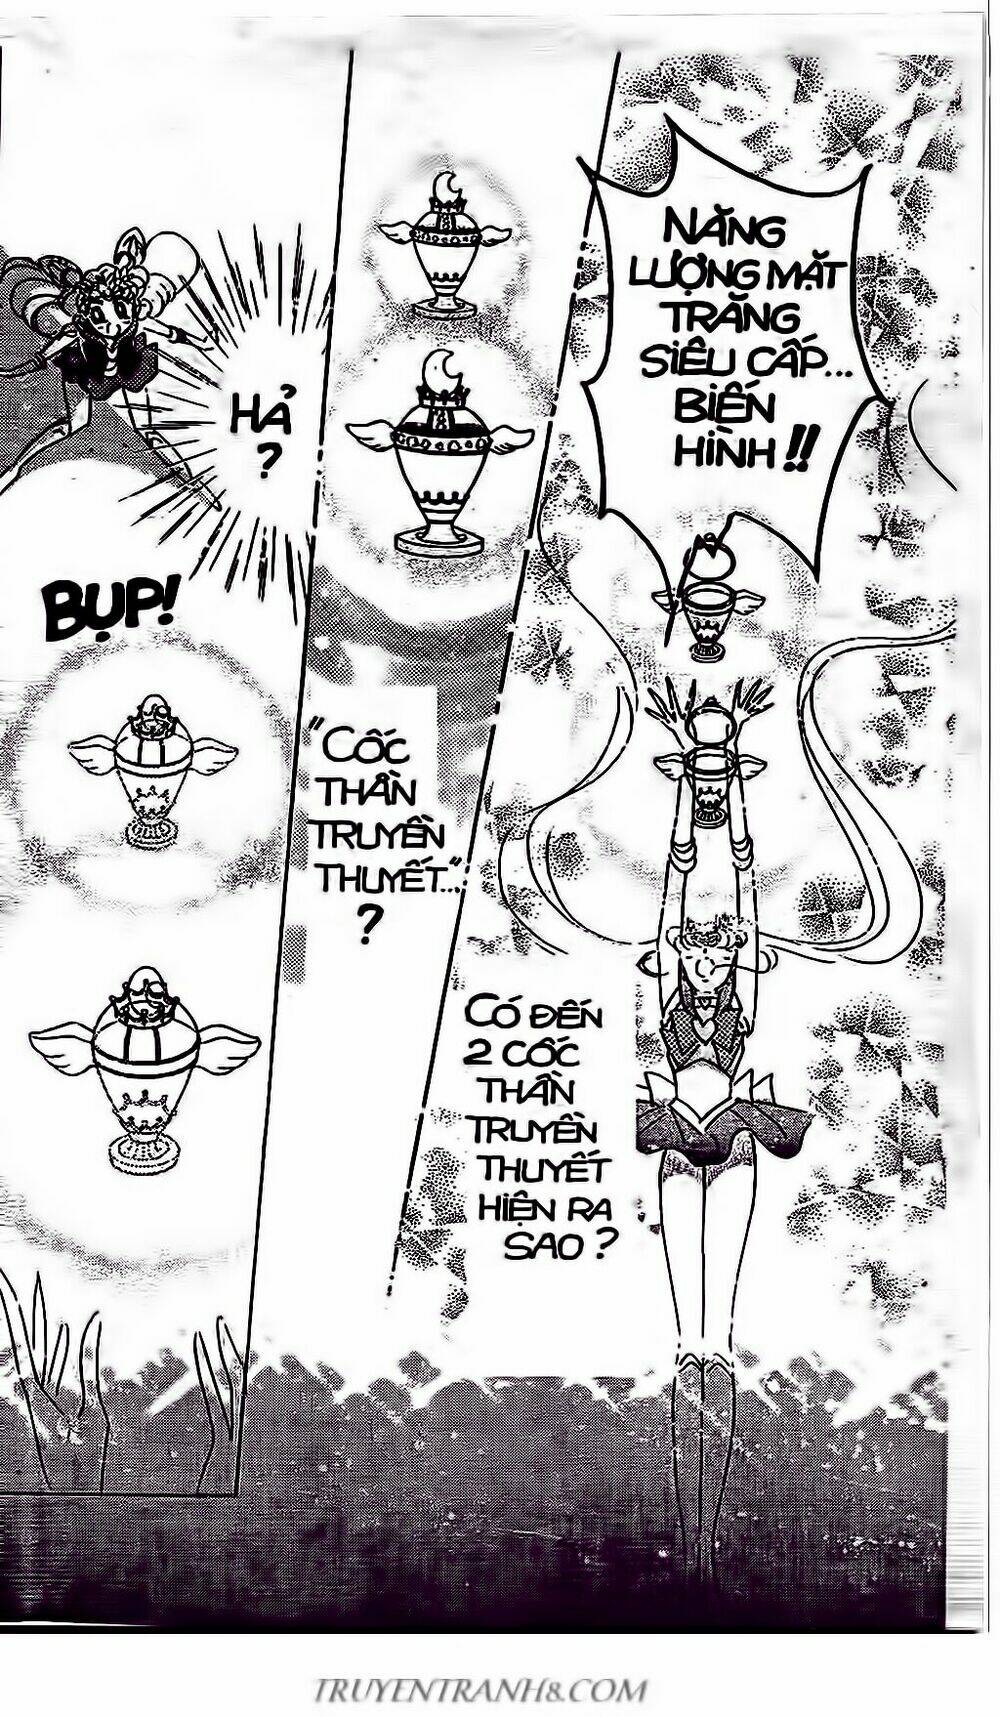 NĂNG
LƯỢNG MẶT
TRĂNG
SIÊU CẤP...
BIẾN
HÌNH!!
CÓ ĐẾN
2 CỐC
THẦN
TRUYỀN
THUYẾT
HIỆN RA
SAO?
"CỐC
THẦN
TRUYỀN
THUYẾT..."
?
HẢ
?
BỤP!
TRUYENTRANH8.COM